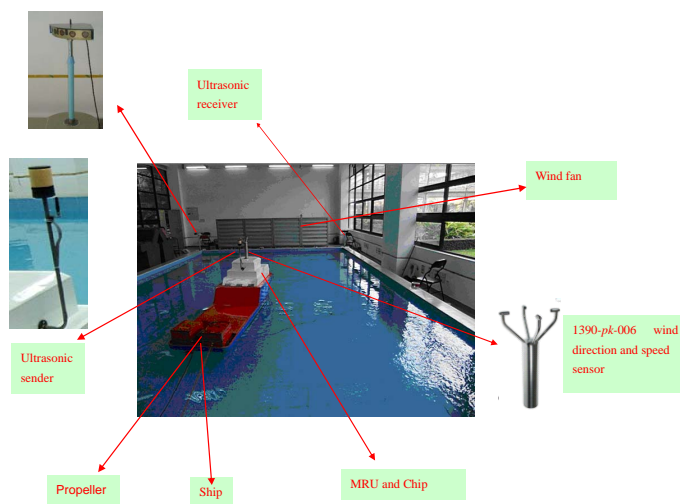 Ultrasonic
receiver
Wind fan
1390-pk-006 wind
direction and speed
sensor
Ultrasonic
sender
Propeller
Ship
MRU and Chip